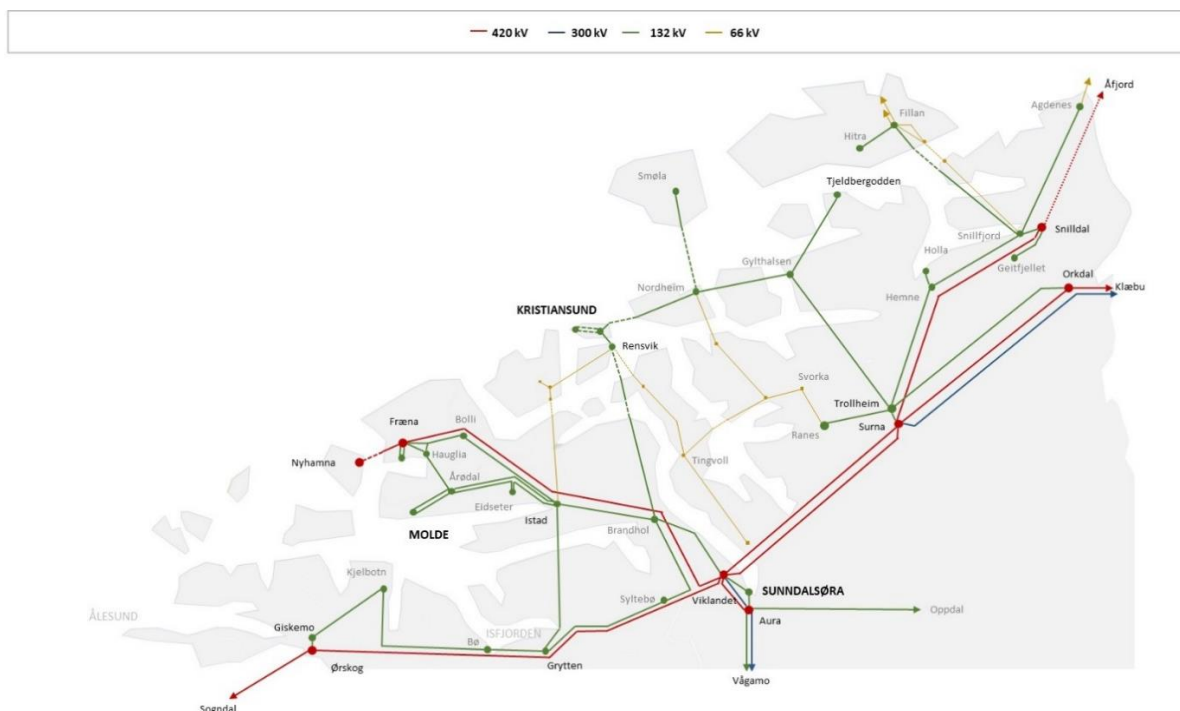 420 kV 300 kV 132 kV 66 kV
Åfjord
Agdenes
Fillan
Hitra
Smøla
Tjeldbergodden
Snillfjord
Snilldal
Holla
Geitfjellet
Gylthalsen
Orkdal
Nordheim
Hemne
Klæbu
KRISTIANSUND
Rensvik
Svorka
Trollheim
Fræna
Bolli
Surna
Ranes
Hauglia
Nyhamna
Tingvoll
Årødal
Eidseter
Istad
Brandhol
MOLDE
Kjelbotn
SUNNDALSØRA
Syltebø
Viklandet
Oppdal
ÅLESUND
Aura
Giskemo
ISFJORDEN
Bø
Ørskog
Grytten
Vågamo
Sogndal